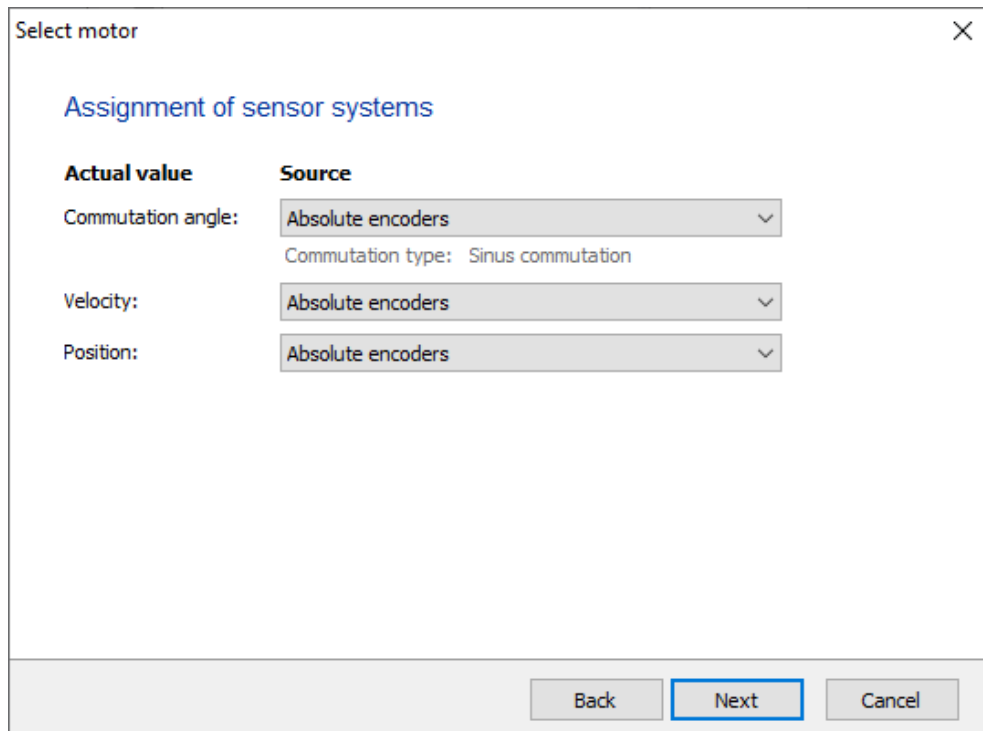 Select motor
Assignment of sensor systems
Actual value Source
Commutation angle: Absolute encoders
Commutation type: Sinus commutation
Velocity: Absolute encoders
Position: Absolute encoders
Back Next Cancel